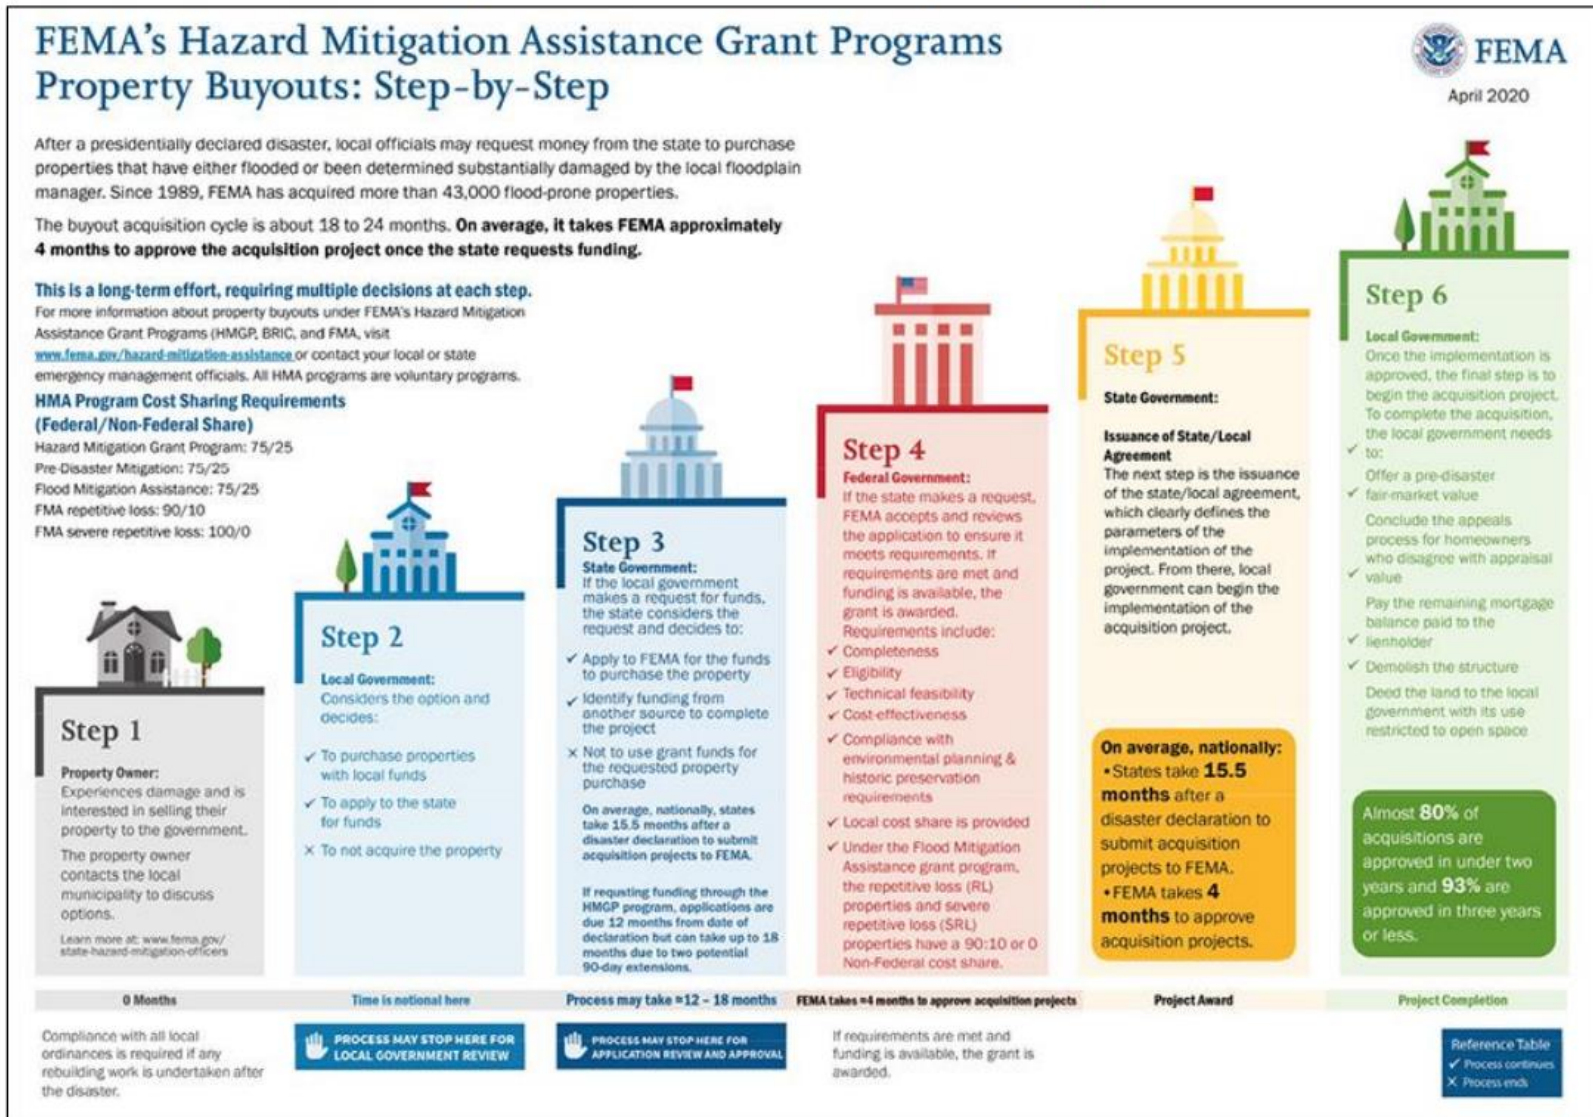 FEMA's Hazard Mitigation Assistance Grant Programs
Property Buyouts: Step-by-Step
FEMA
April 2020
After a presidentially declared disaster, local officials may request money from the state to purchase
properties that have either flooded or been determined substantially damaged by the local floodplain
manager. Since 1989, FEMA has acquired more than 43,000 flood-prone properties.
The buyout acquisition cycle is about 18 to 24 months. On average, it takes FEMA approximately
4 months to approve the acquisition project once the state requests funding.
This is a long-term effort, requiring multiple decisions at each step.
For more information about property buyouts under FEMA's Hazard Mitigation
Assistance Grant Programs (HMGP, BRIC, and FMA, visit
www.fema.gov/hazard-mitigation-assistance or contact your local or state
emergency management officials. All HMA programs are voluntary programs.
HMA Program Cost Sharing Requirements
(Federal/Non-Federal Share)
Hazard Mitigation Grant Program: 75/25
Pre-Disaster Mitigation: 75/25
Flood Mitigation Assistance: 75/25
FMA repetitive loss: 90/10
FMA severe repetitive loss: 100/0
Step 1
Property Owner:
Experiences damage and is
interested in selling their
property to the government.
The property owner
contacts the local
municipality to discuss
options.
Learn more at: www.fema.gov/
state-hazard-mitigation-officers
0 Months
Compliance with all local
ordinances is required if any
rebuilding work is undertaken after
the disaster.
Step 2
Local Government:
Considers the option and
decides:
✓ To purchase properties
with local funds
✓ To apply to the state
for funds
✕ To not acquire the property
Time is notional here
PROCESS MAY STOP HERE FOR
LOCAL GOVERNMENT REVIEW
Step 3
State Government:
If the local government
makes a request for funds,
the state considers the
request and decides to:
✓ Apply to FEMA for the funds
to purchase the property
✓ Identify funding from
another source to complete
the project
✕ Not to use grant funds for
the requested property
purchase
On average, nationally, states
take 15.5 months after a
disaster declaration to submit
acquisition projects to FEMA.
If requsting funding through the
HMGP program, applications are
due 12 months from date of
declaration but can take up to 18
months due to two potential
90-day extensions.
Process may take ≈12 – 18 months
PROCESS MAY STOP HERE FOR
APPLICATION REVIEW AND APPROVAL
Step 4
Federal Government:
If the state makes a request,
FEMA accepts and reviews
the application to ensure it
meets requirements. If
requirements are met and
funding is available, the
grant is awarded.
Requirements include:
✓ Completeness
✓ Eligibility
✓ Technical feasibility
✓ Cost-effectiveness
✓ Compliance with
environmental planning &
historic preservation
requirements
✓ Local cost share is provided
✓ Under the Flood Mitigation
Assistance grant program,
the repetitive loss (RL)
properties and severe
repetitive loss (SRL)
properties have a 90:10 or 0
Non-Federal cost share.
FEMA takes ≈4 months to approve acquisition projects
If requirements are met and
funding is available, the grant is
awarded.
Step 5
State Government:
Issuance of State/Local
Agreement
The next step is the issuance
of the state/local agreement,
which clearly defines the
parameters of the
implementation of the
project. From there, local
government can begin the
implementation of the
acquisition project.
On average, nationally:
•States take 15.5
months after a
disaster declaration to
submit acquisition
projects to FEMA.
•FEMA takes 4
months to approve
acquisition projects.
Project Award
Step 6
Local Government:
Once the implementation is
approved, the final step is to
begin the acquisition project.
To complete the acquisition,
the local government needs
✓ to:
Offer a pre-disaster
✓ fair-market value
Conclude the appeals
process for homeowners
who disagree with appraisal
✓ value
Pay the remaining mortgage
balance paid to the
✓ lienholder
✓ Demolish the structure
Deed the land to the local
government with its use
restricted to open space
Almost 80% of
acquisitions are
approved in under two
years and 93% are
approved in three years
or less.
Project Completion
Reference Table
✓ Process continues
✕ Process ends